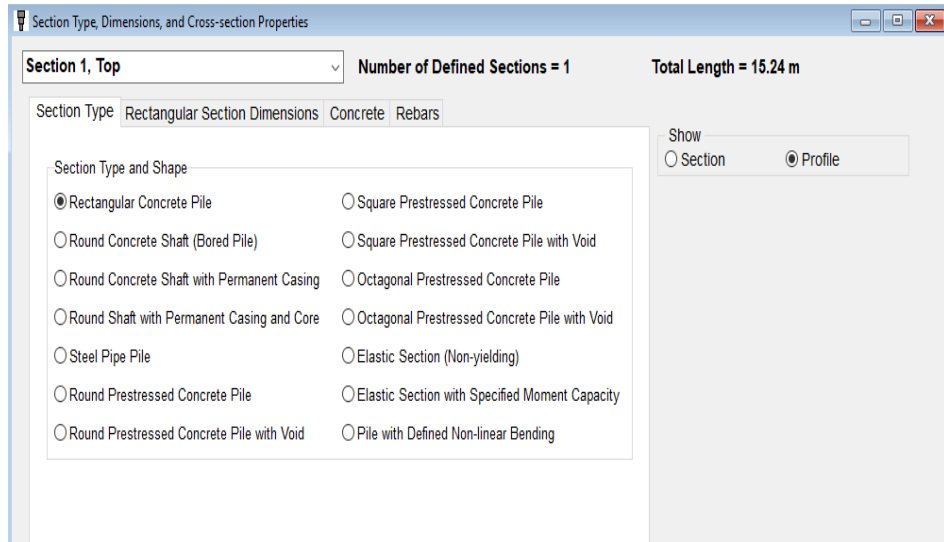 Section Type, Dimensions, and Cross-section Properties
Section 1, Top
Number of Defined Sections = 1
Total Length = 15.24 m
Section Type
Rectangular Section Dimensions
Concrete
Rebars
Show
Section
Profile
Section Type and Shape
Rectangular Concrete Pile
Round Concrete Shaft (Bored Pile)
Round Concrete Shaft with Permanent Casing
Round Shaft with Permanent Casing and Core
Steel Pipe Pile
Round Prestressed Concrete Pile
Round Prestressed Concrete Pile with Void
Square Prestressed Concrete Pile
Square Prestressed Concrete Pile with Void
Octagonal Prestressed Concrete Pile
Octagonal Prestressed Concrete Pile with Void
Elastic Section (Non-yielding)
Elastic Section with Specified Moment Capacity
Pile with Defined Non-linear Bending